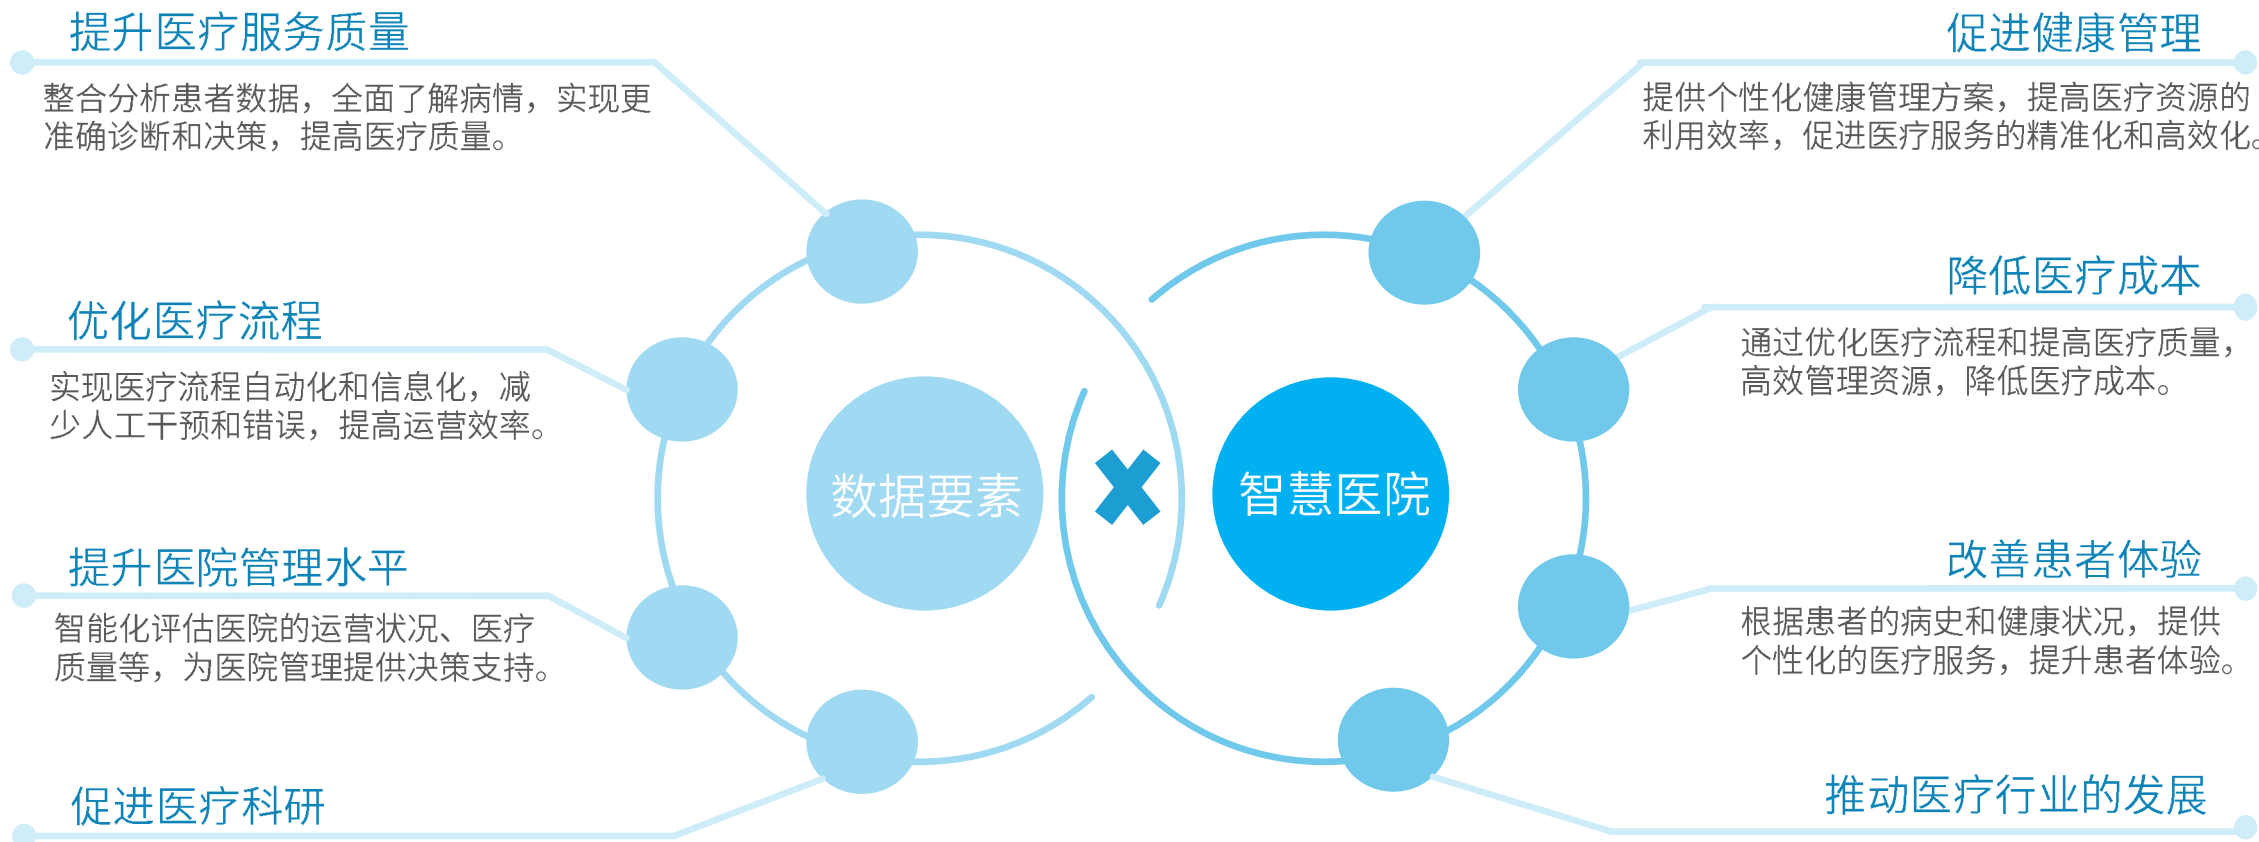 提升医疗服务质量
整合分析患者数据，全面了解病情，实现更
准确诊断和决策，提高医疗质量。
优化医疗流程
实现医疗流程自动化和信息化，减
少人工干预和错误，提高运营效率。
提升医院管理水平
智能化评估医院的运营状况、医疗
质量等，为医院管理提供决策支持。
促进医疗科研
数据要素
智慧医院
促进健康管理
提供个性化健康管理方案，提高医疗资源的
利用效率，促进医疗服务的精准化和高效化。
降低医疗成本
通过优化医疗流程和提高医疗质量，
高效管理资源，降低医疗成本。
改善患者体验
根据患者的病史和健康状况，提供
个性化的医疗服务，提升患者体验。
推动医疗行业的发展